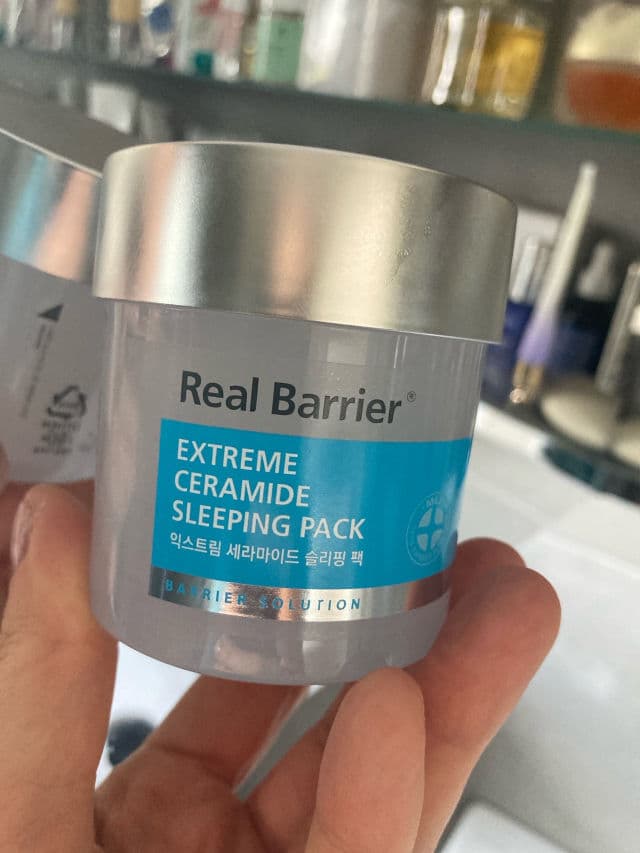 Real Barrier®
EXTREME
CERAMIDE
SLEEPING PACK
익스트림 세라마이드 슬리핑 팩
BARRIER SOLUTION